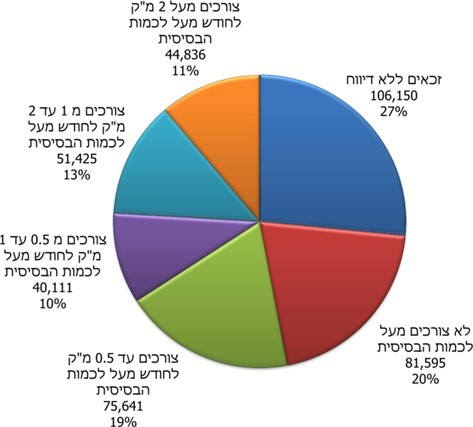 צורכים מעל 2 מ"ק
לחודש מעל לכמות
הבסיסית
44,836
11%
זכאים ללא דיווח
106,150
27%
צורכים מ 1 עד 2
מ"ק לחודש מעל
לכמות הבסיסית
51,425
13%
צורכים מ 0.5 עד 1
מ"ק לחודש מעל
לכמות הבסיסית
40,111
10%
לא צורכים מעל
לכמות הבסיסית
81,595
20%
צורכים עד 0.5 מ"ק
לחודש מעל לכמות
הבסיסית
75,641
19%